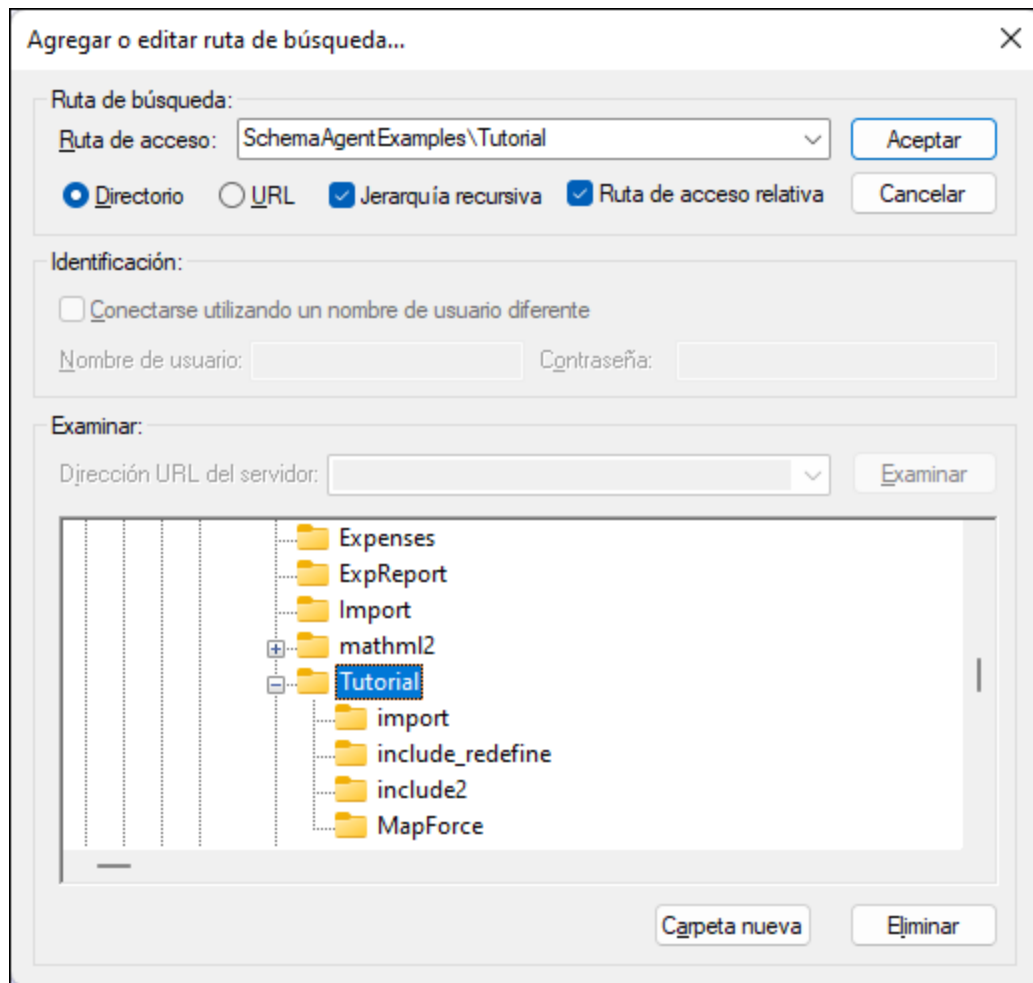 Agregar o editar ruta de búsqueda...
Ruta de búsqueda:
Ruta de acceso: SchemaAgentExamples\Tutorial Aceptar
Directorio URL Jerarquía recursiva Ruta de acceso relativa Cancelar
Identificación:
Conectarse utilizando un nombre de usuario diferente
Nombre de usuario: Contraseña:
Examinar:
Dirección URL del servidor: Examinar
Expenses
ExpReport
Import
mathml2
Tutorial
import
include_redefine
include2
MapForce
Carpeta nueva Eliminar